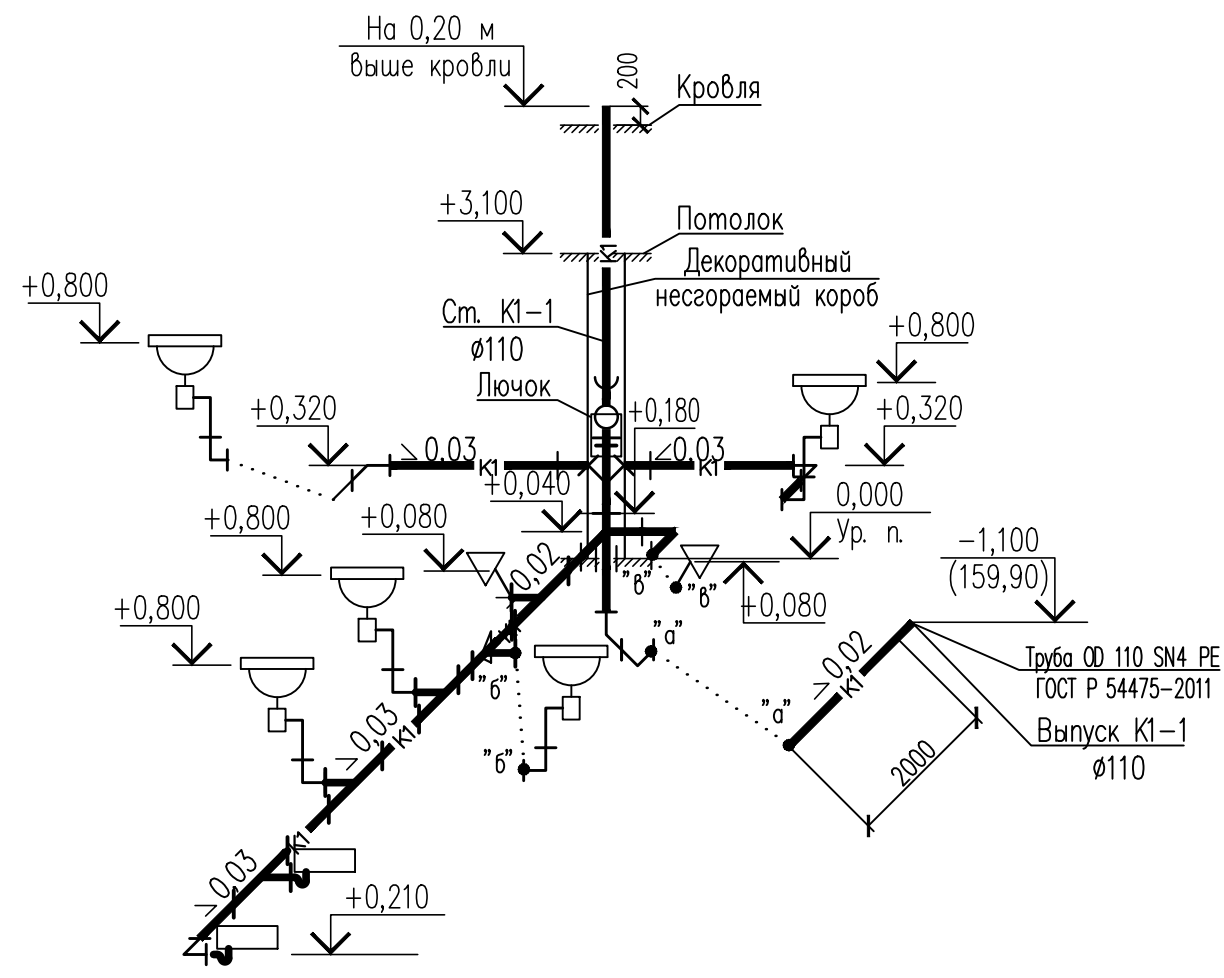 На 0,20 м
выше кровли
200
Кровля
+3,100
Потолок
К1
Декоративный
несгораемый короб
+0,800
Ст. К1-1
ø110
+0,800
Лючок
+0,320
+0,180
+0,320
0.03
0.03
К1
К1
+0,040
0,000
Ур. п.
+0,800
+0,080
0,02
"в"
"в"
-1,100
(159,90)
+0,080
+0,800
"а"
0,02
Труба OD 110 SN4 PE
ГОСТ Р 54475-2011
К1
"б"
"а"
0,03
К1
"б"
Выпуск К1-1
ø110
2000
К1
0,03
+0,210